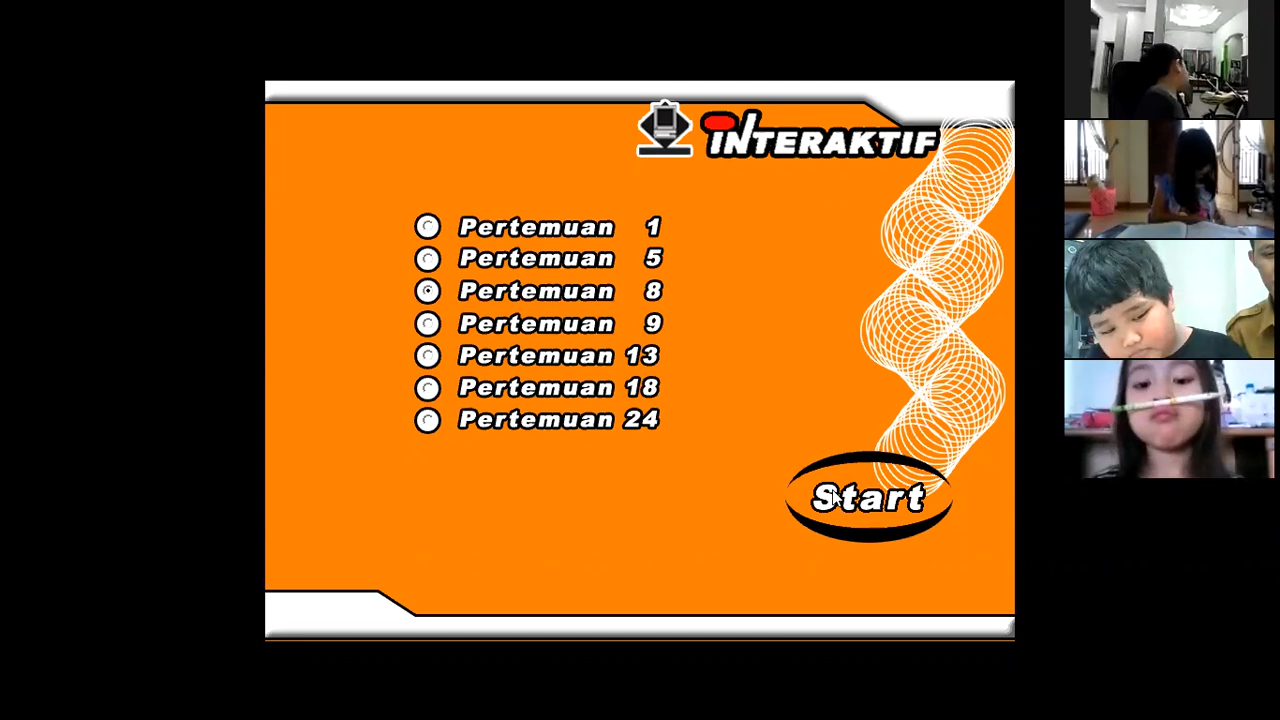 INTERAKTIF
Pertemuan 1
Pertemuan 5
Pertemuan 8
Pertemuan 9
Pertemuan 13
Pertemuan 18
Pertemuan 24
Start